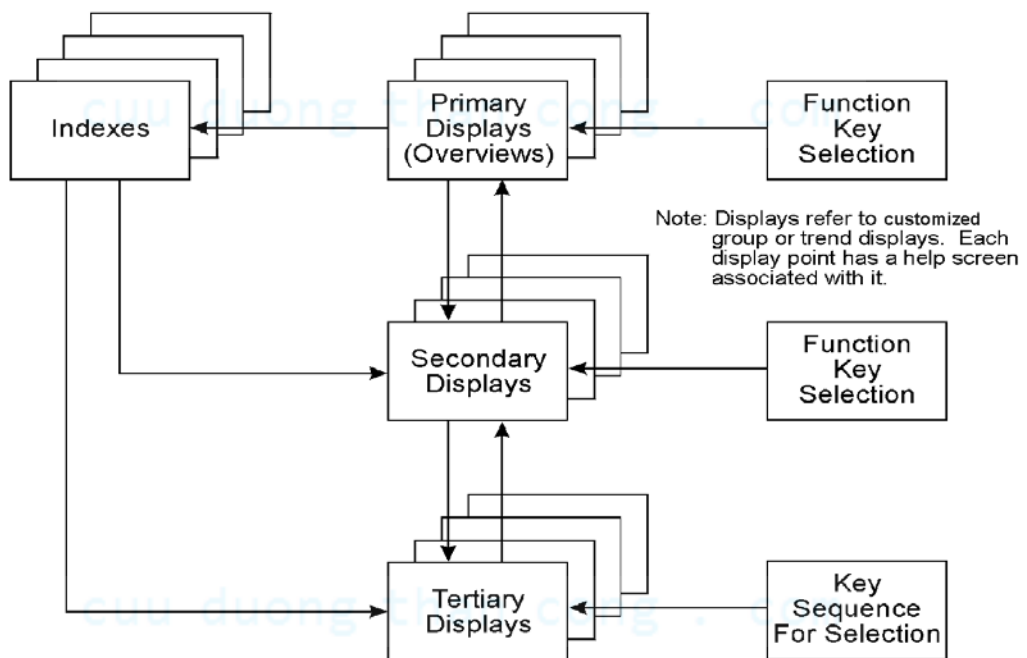 Indexes
Primary
Displays
(Overviews)
Function
Key
Selection
cuu duong than cong . com
Note: Displays refer to customized
group or trend displays. Each
display point has a help screen
associated with it.
Secondary
Displays
Function
Key
Selection
Tertiary
Displays
Key
Sequence
For Selection
cuu duong than cong . com